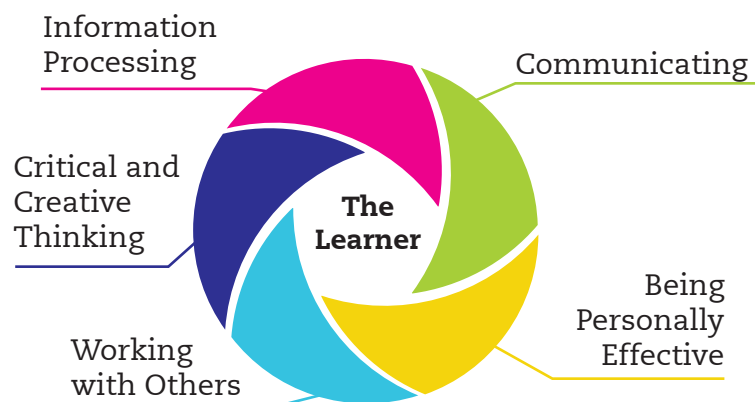 Information
Processing
Communicating
Critical and
Creative
Thinking
The
Learner
Being
Personally
Effective
Working
with Others